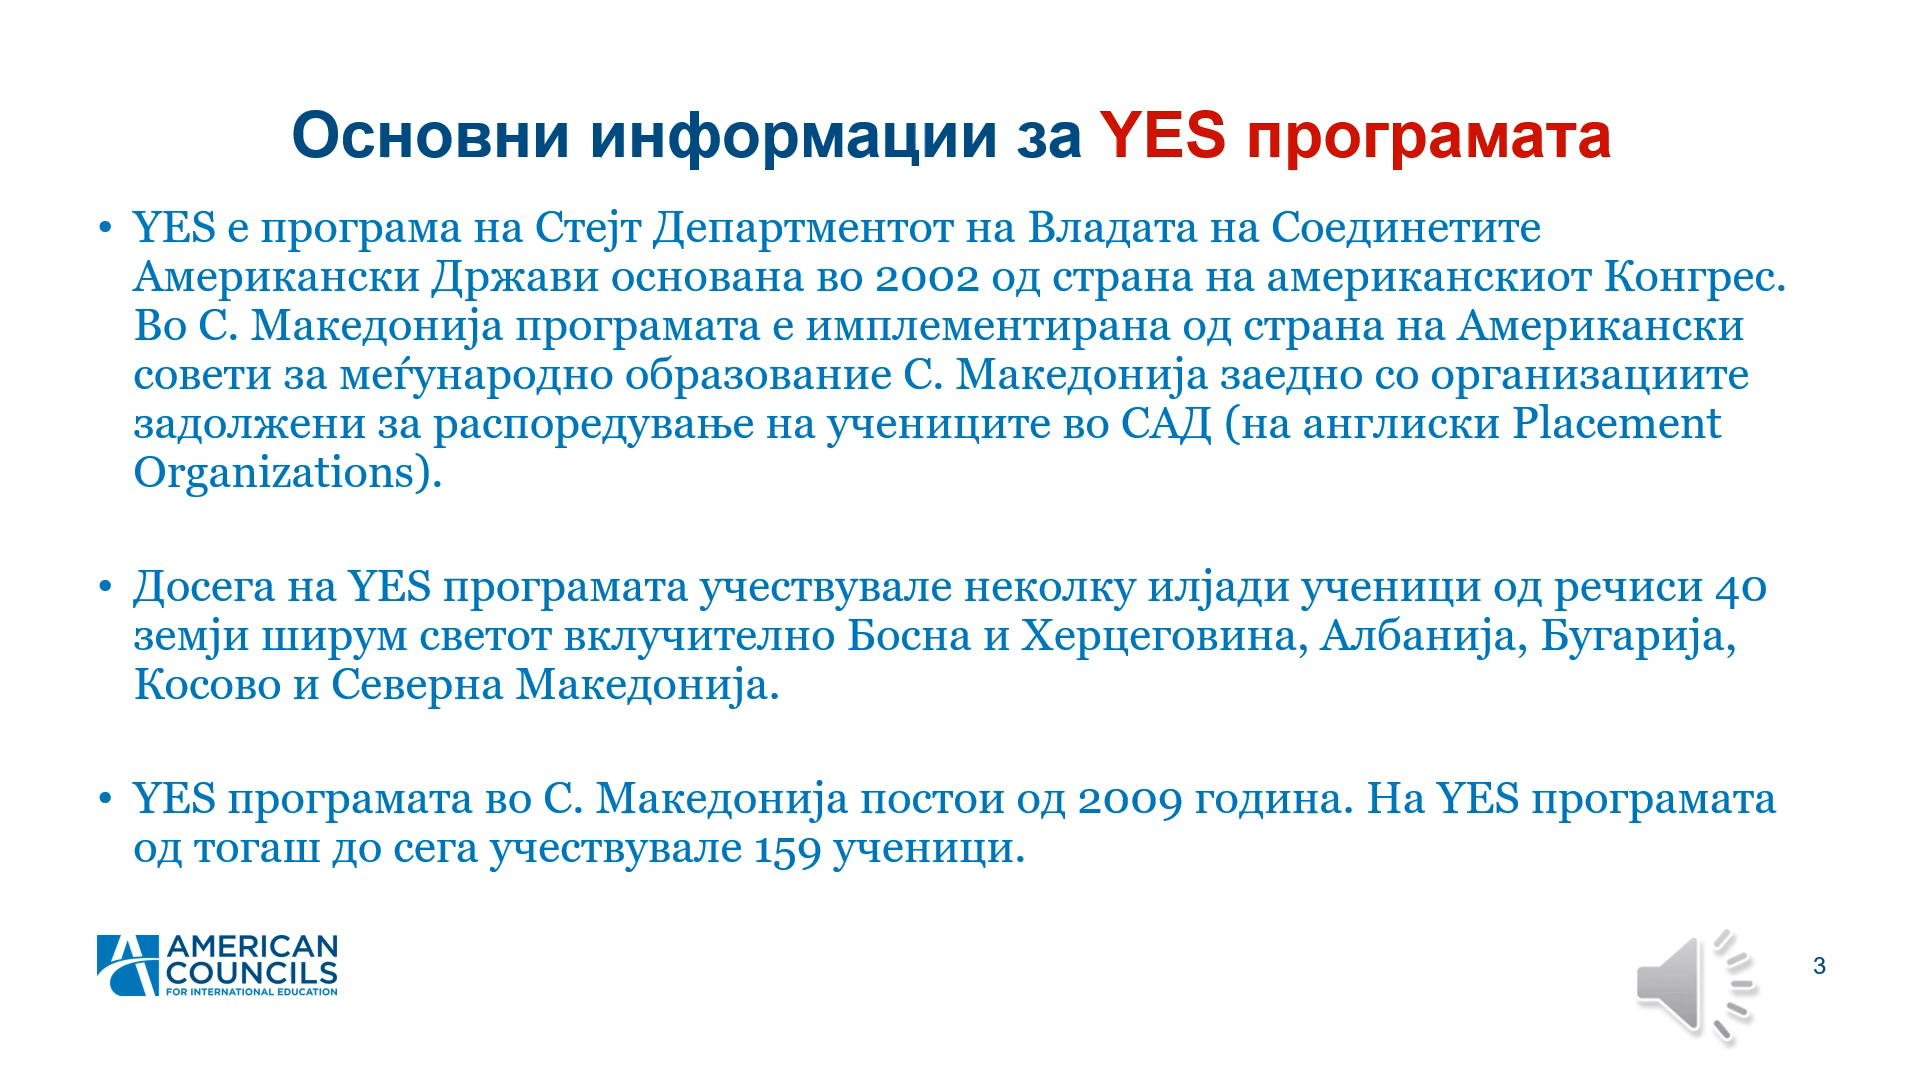 Основни информации за YES програмата
• YES е програма на Стејт Департментот на Владата на Соединетите
Американски Држави основана во 2002 од страна на американскиот Конгрес.
Во С. Македонија програмата е имплементирана од страна на Американски
совети за меѓународно образование С. Македонија заедно со организациите
задолжени за распоредување на учениците во САД (на англиски Placement
Organizations).
• Досега на YES програмата учествувале неколку илјади ученици од речиси 40
земји ширум светот вклучително Босна и Херцеговина, Албанија, Бугарија,
Косово и Северна Македонија.
• YES програмата во С. Македонија постои од 2009 година. На YES програмата
од тогаш до сега учествувале 159 ученици.
AMERICAN
COUNCILS
FOR INTERNATIONAL EDUCATION
3